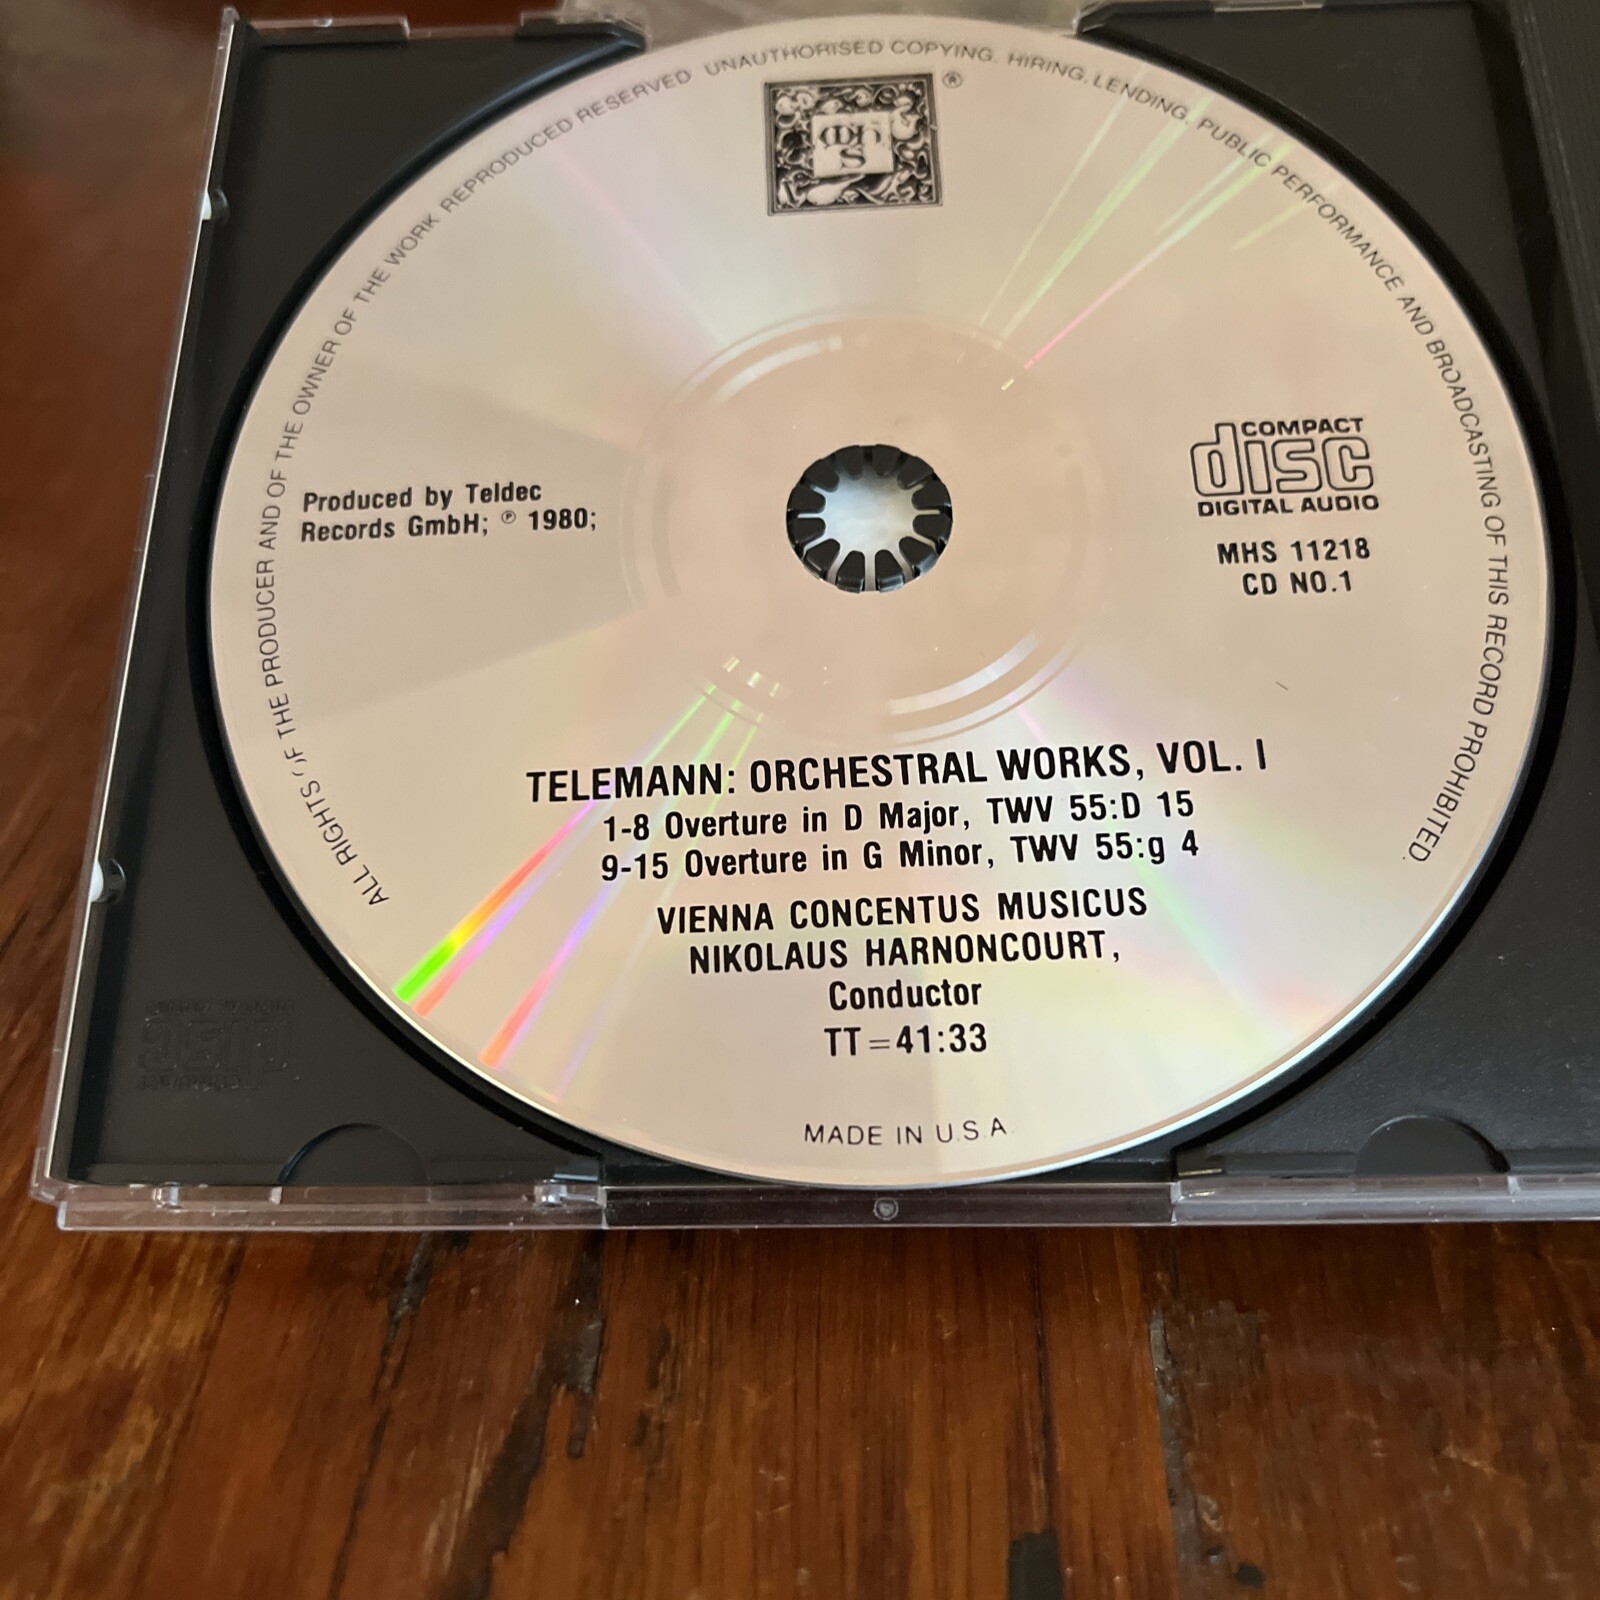 ALL RIGHTS 'IF THE PRODUCER AND OF THE OWNER OF THE WORK REPRODUCED RESERVED UNAUTHORISED COPYING. HIRING. LENDING. PUBLIC PERFORMANCE AND BROADCASTING OF THIS RECORD PROHIBITED.
MHS
®
Produced by Teldec
Records GmbH; ℗ 1980;
COMPACT
disc
DIGITAL AUDIO
MHS 11218
CD NO.1
TELEMANN: ORCHESTRAL WORKS, VOL. I
1-8 Overture in D Major, TWV 55:D 15
9-15 Overture in G Minor, TWV 55:g 4
VIENNA CONCENTUS MUSICUS
NIKOLAUS HARNONCOURT,
Conductor
TT=41:33
MADE IN U.S.A.
disc